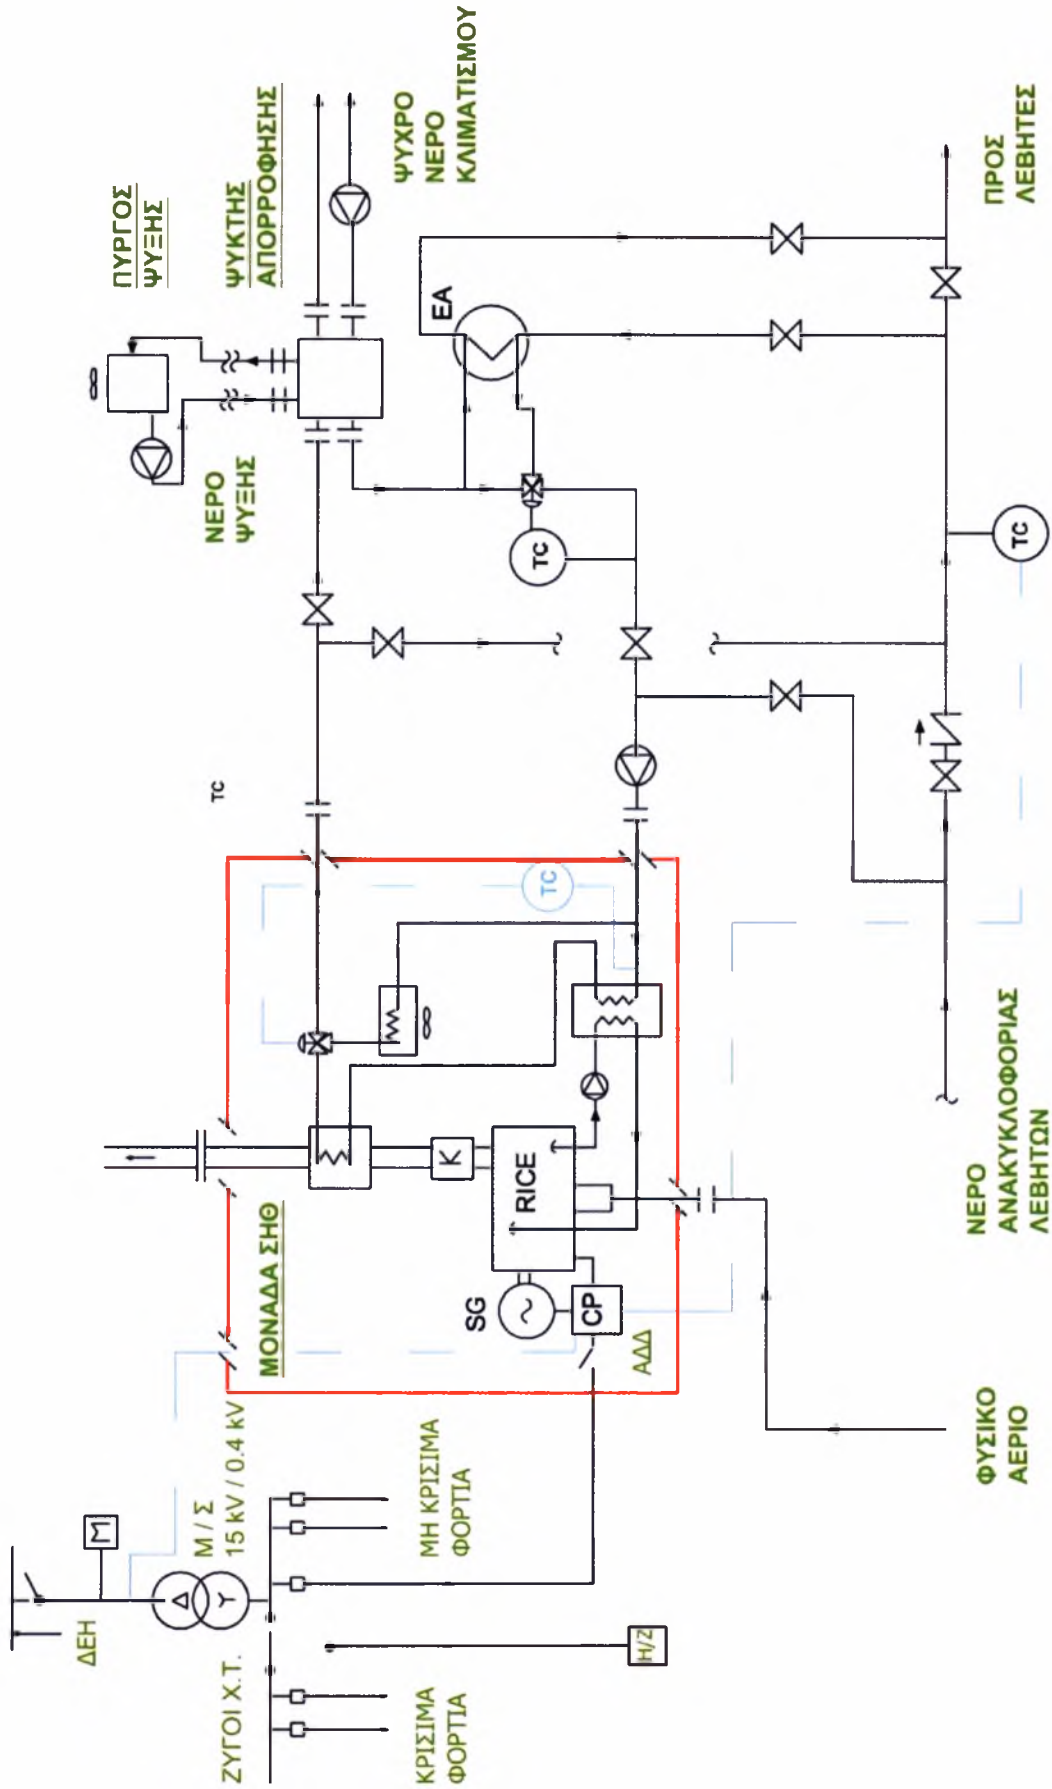 ΔΕΗ
M
Δ
Y
Μ / Σ
15 kV / 0.4 kV
ΖΥΓΟΙ Χ.Τ.
ΚΡΙΣΙΜΑ
ΦΟΡΤΙΑ
ΜΗ ΚΡΙΣΙΜΑ
ΦΟΡΤΙΑ
H/Z
ΜΟΝΑΔΑ ΣΗΘ
SG
CP
ΑΔΔ
RICE
K
TC
TC
ΦΥΣΙΚΟ
ΑΕΡΙΟ
ΝΕΡΟ
ΑΝΑΚΥΚΛΟΦΟΡΙΑΣ
ΛΕΒΗΤΩΝ
TC
TC
ΝΕΡΟ
ΨΥΞΗΣ
ΠΥΡΓΟΣ
ΨΥΞΗΣ
ΨΥΚΤΗΣ
ΑΠΟΡΡΟΦΗΣΗΣ
ΨΥΧΡΟ
ΝΕΡΟ
ΚΛΙΜΑΤΙΣΜΟΥ
EA
ΠΡΟΣ
ΛΕΒΗΤΕΣ